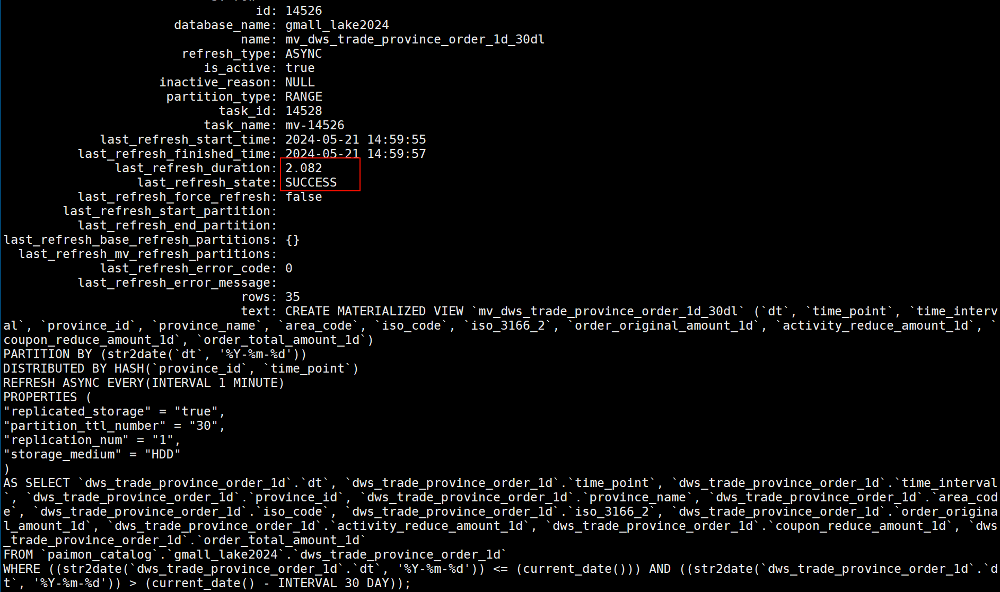 id: 14526
database_name: gmall_lake2024
name: mv_dws_trade_province_order_1d_30dl
refresh_type: ASYNC
is_active: true
inactive_reason: NULL
partition_type: RANGE
task_id: 14528
task_name: mv-14526
last_refresh_start_time: 2024-05-21 14:59:55
last_refresh_finished_time: 2024-05-21 14:59:57
last_refresh_duration: 2.082
last_refresh_state: SUCCESS
last_refresh_force_refresh: false
last_refresh_start_partition:
last_refresh_end_partition:
last_refresh_base_refresh_partitions: {}
last_refresh_mv_refresh_partitions:
last_refresh_error_code: 0
last_refresh_error_message:
rows: 35
text: CREATE MATERIALIZED VIEW `mv_dws_trade_province_order_1d_30dl` (`dt`, `time_point`, `time_interv
al`, `province_id`, `province_name`, `area_code`, `iso_code`, `iso_3166_2`, `order_original_amount_1d`, `activity_reduce_amount_1d`, `
coupon_reduce_amount_1d`, `order_total_amount_1d`)
PARTITION BY (str2date(`dt`, '%Y-%m-%d'))
DISTRIBUTED BY HASH(`province_id`, `time_point`)
REFRESH ASYNC EVERY(INTERVAL 1 MINUTE)
PROPERTIES (
"replicated_storage" = "true",
"partition_ttl_number" = "30",
"replication_num" = "1",
"storage_medium" = "HDD"
)
AS SELECT `dws_trade_province_order_1d`.`dt`, `dws_trade_province_order_1d`.`time_point`, `dws_trade_province_order_1d`.`time_interval
`, `dws_trade_province_order_1d`.`province_id`, `dws_trade_province_order_1d`.`province_name`, `dws_trade_province_order_1d`.`area_cod
e`, `dws_trade_province_order_1d`.`iso_code`, `dws_trade_province_order_1d`.`iso_3166_2`, `dws_trade_province_order_1d`.`order_origina
l_amount_1d`, `dws_trade_province_order_1d`.`activity_reduce_amount_1d`, `dws_trade_province_order_1d`.`coupon_reduce_amount_1d`, `dws
_trade_province_order_1d`.`order_total_amount_1d`
FROM `paimon_catalog`.`gmall_lake2024`.`dws_trade_province_order_1d`
WHERE ((str2date(`dws_trade_province_order_1d`.`dt`, '%Y-%m-%d')) <= (current_date())) AND ((str2date(`dws_trade_province_order_1d`.`d
t`, '%Y-%m-%d')) > (current_date() - INTERVAL 30 DAY));